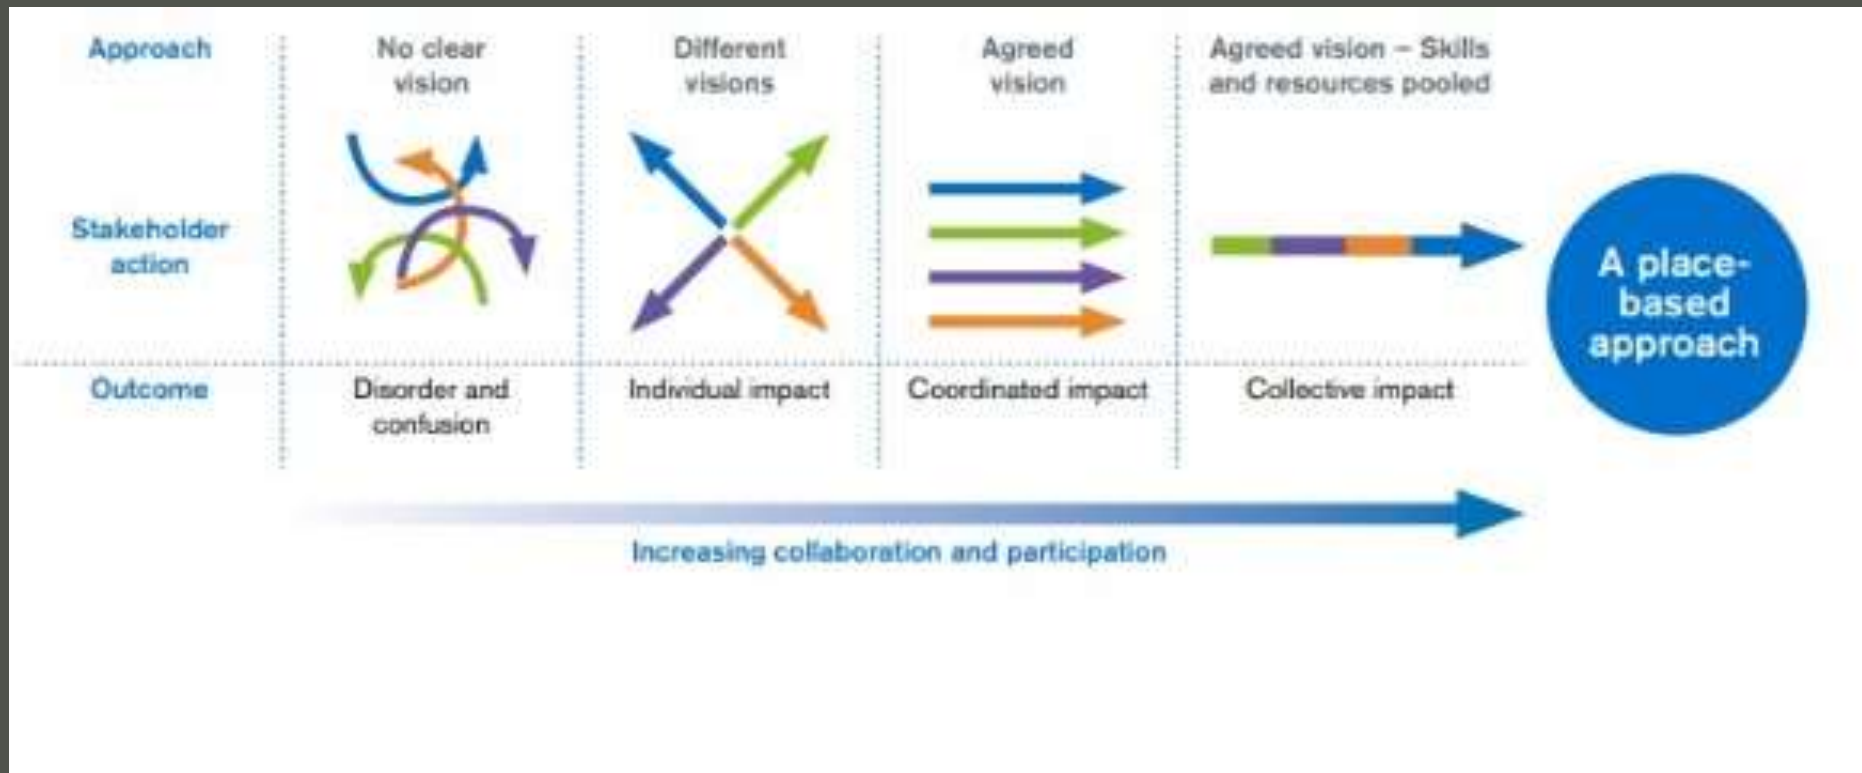 Approach
No clear
vision
Different
visions
Agreed
vision
Agreed vision – Skills
and resources pooled
Stakeholder
action
A place-
based
approach
Outcome
Disorder and
confusion
Individual impact
Coordinated impact
Collective impact
Increasing collaboration and participation